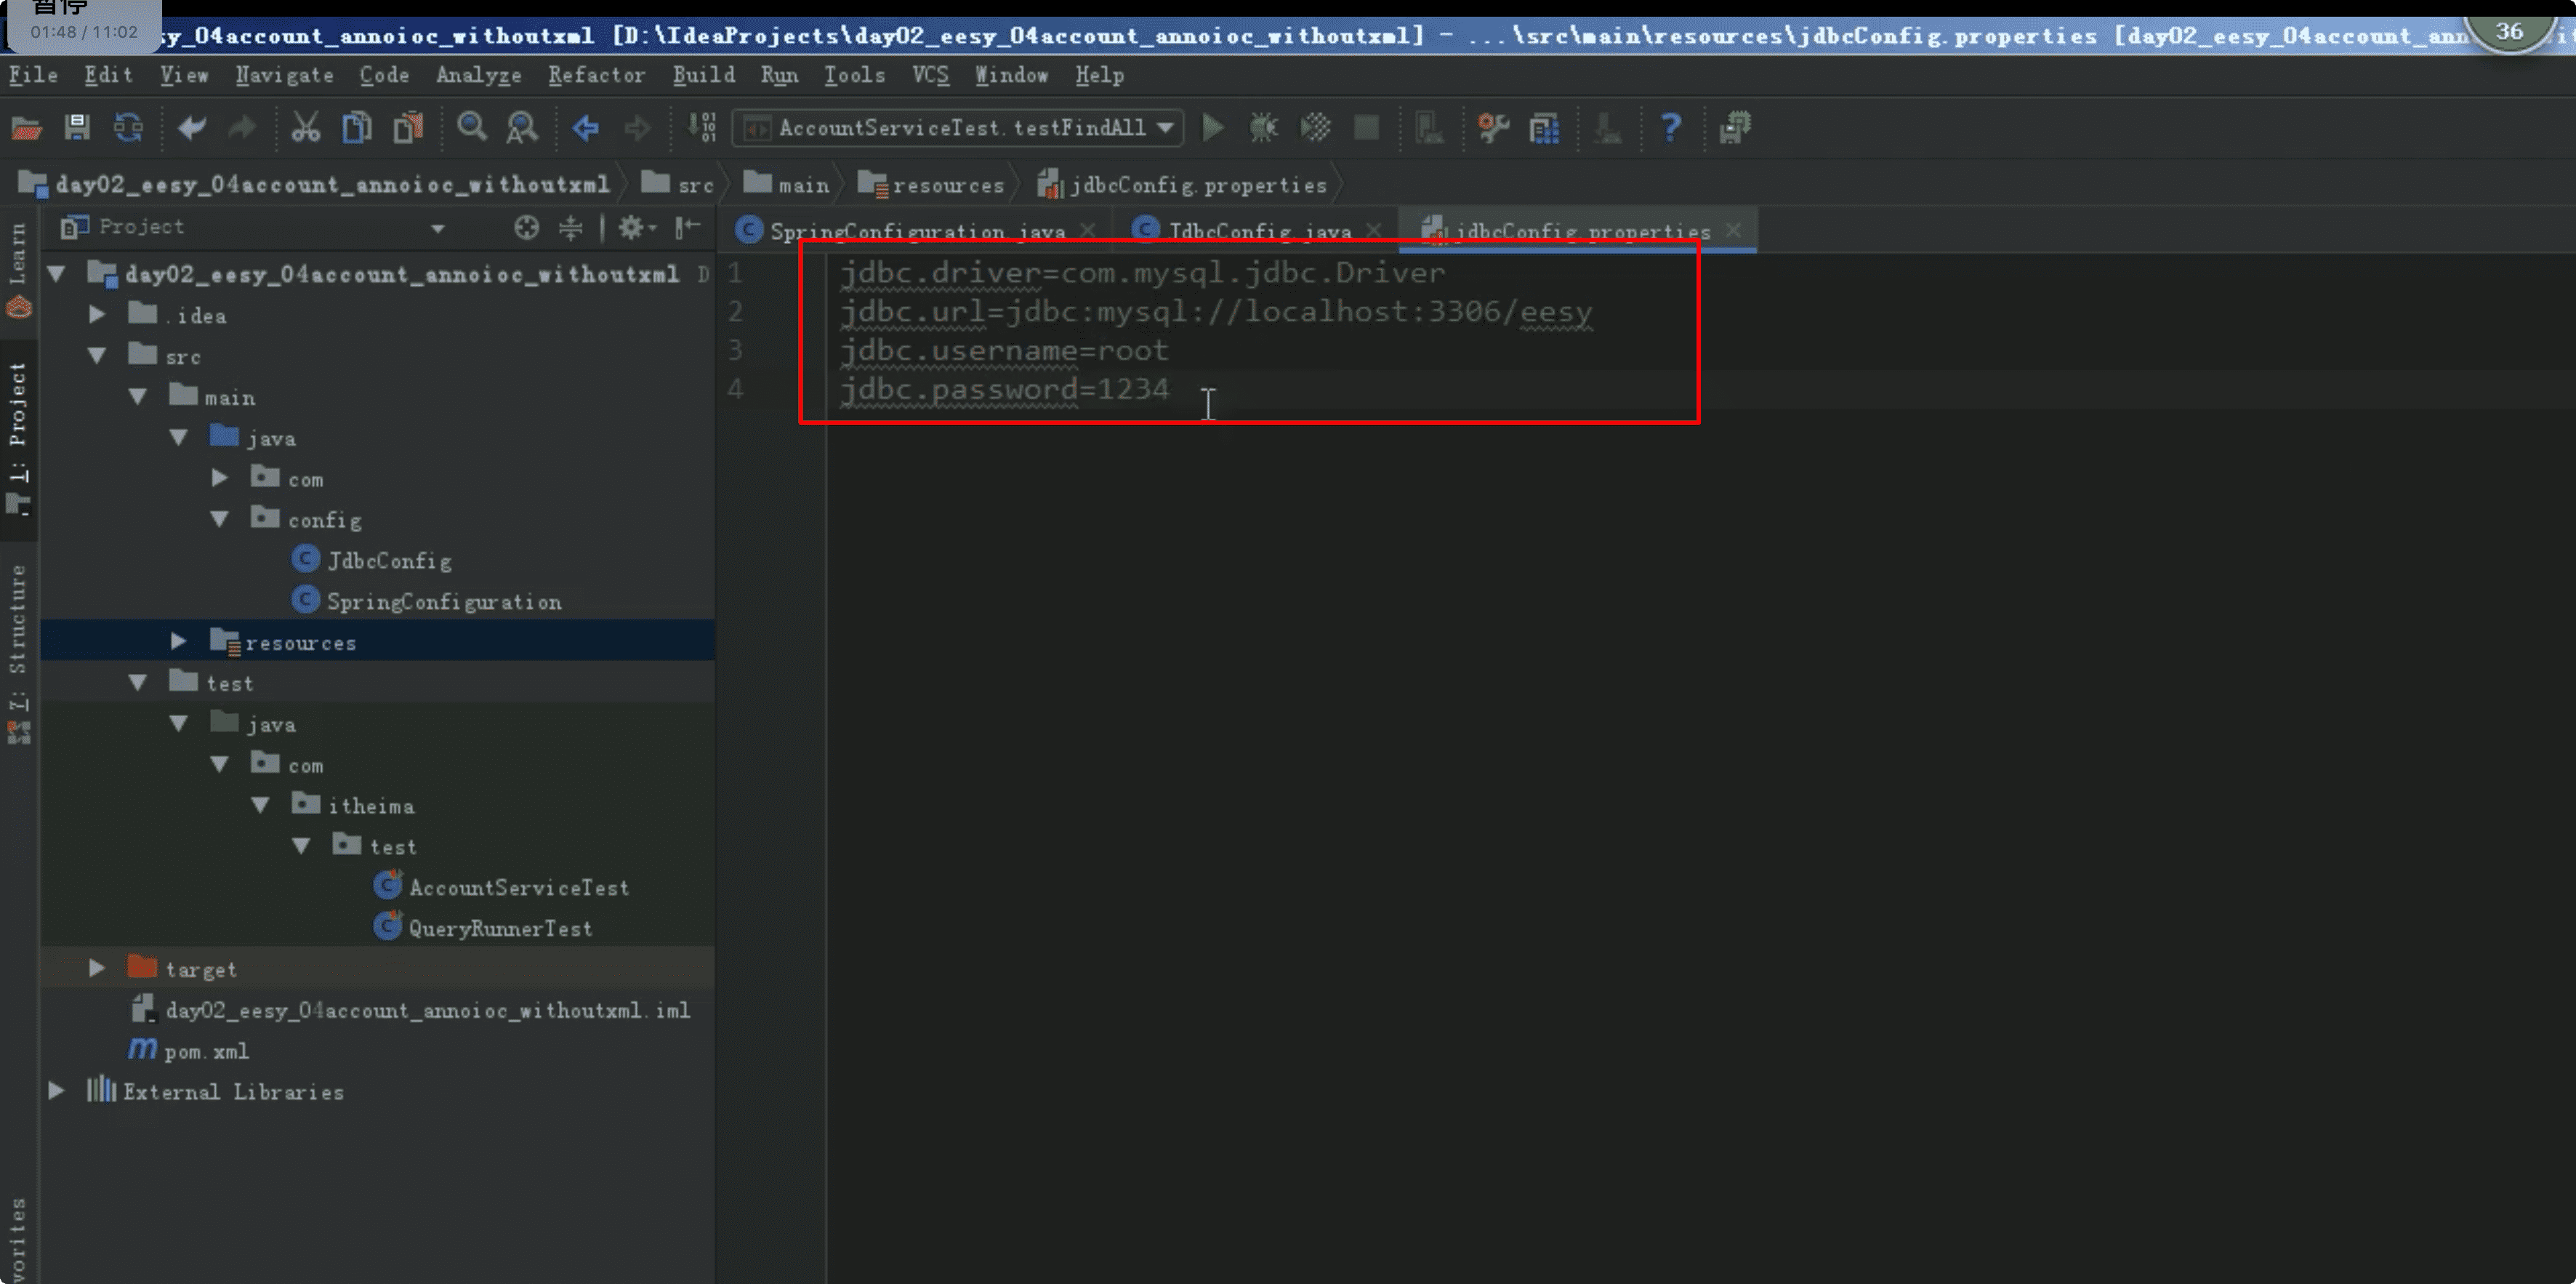 暂停
01:48 / 11:02
sy_04account_annoioc_withoutxml [D:\IdeaProjects\day02_eesy_04account_annoioc_withoutxml] - ...\src\main\resources\jdbcConfig.properties [day02_eesy_04account_ann
36
File Edit View Navigate Code Analyze Refactor Build Run Tools VCS Window Help
AccountServiceTest.testFindAll
day02_eesy_04account_annoioc_withoutxml src main resources jdbcConfig.properties
Project
SpringConfiguration.java JdbcConfig.java jdbcConfig.properties
Learn
1: Project
7: Structure
vorites
day02_eesy_04account_annoioc_withoutxml D
.idea
src
main
java
com
config
JdbcConfig
SpringConfiguration
resources
test
java
com
itheima
test
AccountServiceTest
QueryRunnerTest
target
day02_eesy_04account_annoioc_withoutxml.iml
pom.xml
External Libraries
1 jdbc.driver=com.mysql.jdbc.Driver
2 jdbc.url=jdbc:mysql://localhost:3306/eesy
3 jdbc.username=root
4 jdbc.password=1234